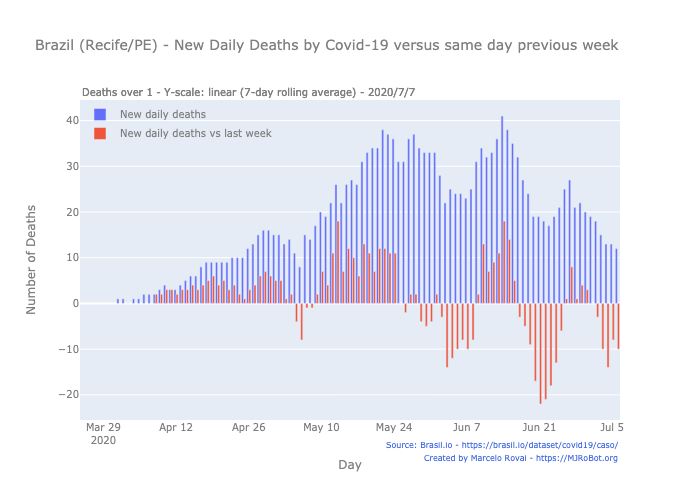 Brazil (Recife/PE) - New Daily Deaths by Covid-19 versus same day previous week
Deaths over 1 - Y-scale: linear (7-day rolling average) - 2020/7/7
New daily deaths
New daily deaths vs last week
Number of Deaths
40
30
20
10
0
−10
−20
Mar 29 Apr 12 Apr 26 May 10 May 24 Jun 7 Jun 21 Jul 5
2020
Day
Source: Brasil.io - https://brasil.io/dataset/covid19/caso/
Created by Marcelo Rovai - https://MJRoBot.org